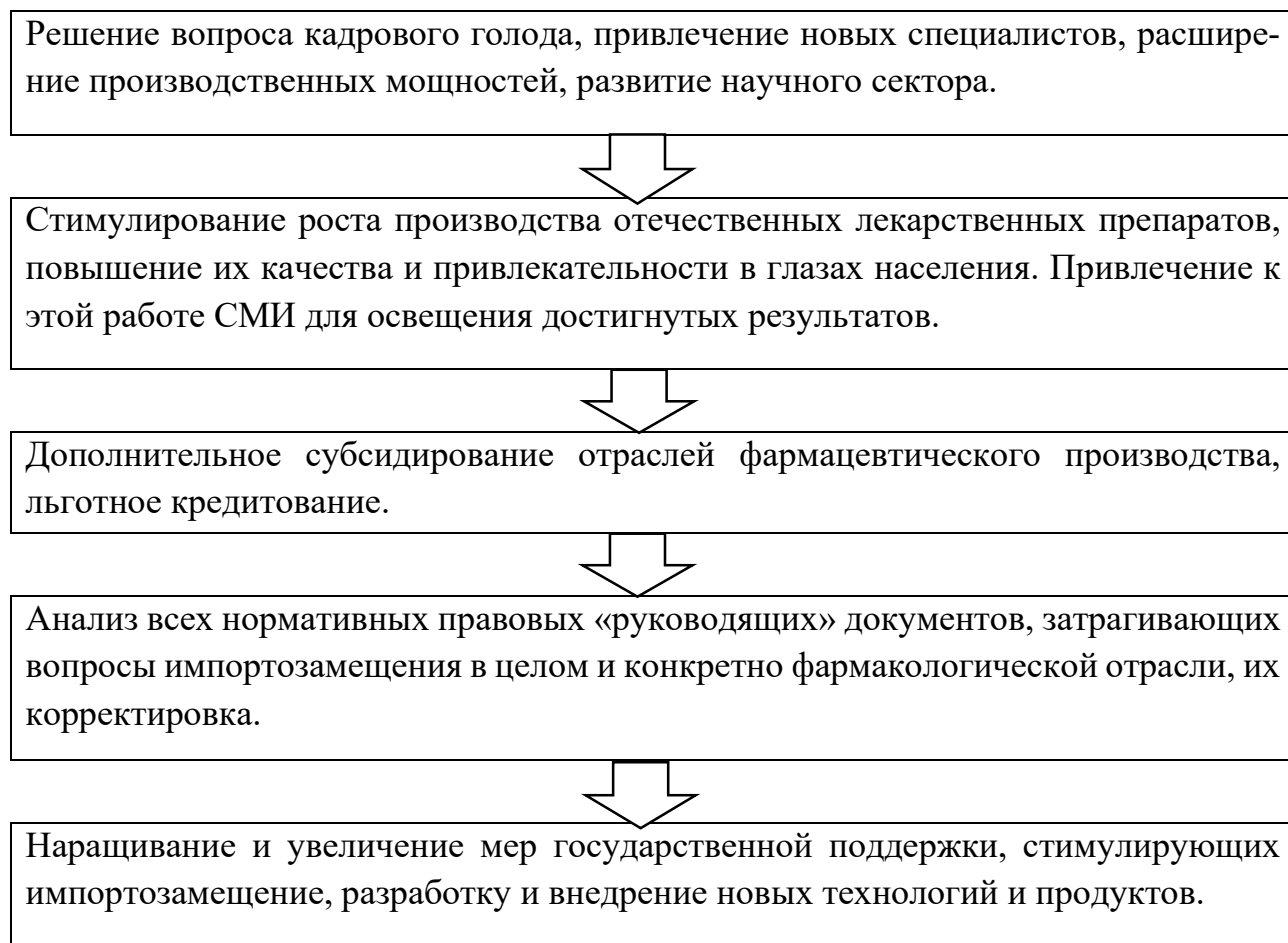 Решение вопроса кадрового голода, привлечение новых специалистов, расшире-
ние производственных мощностей, развитие научного сектора.
Стимулирование роста производства отечественных лекарственных препаратов,
повышение их качества и привлекательности в глазах населения. Привлечение к
этой работе СМИ для освещения достигнутых результатов.
Дополнительное субсидирование отраслей фармацевтического производства,
льготное кредитование.
Анализ всех нормативных правовых «руководящих» документов, затрагивающих
вопросы импортозамещения в целом и конкретно фармакологической отрасли, их
корректировка.
Наращивание и увеличение мер государственной поддержки, стимулирующих
импортозамещение, разработку и внедрение новых технологий и продуктов.